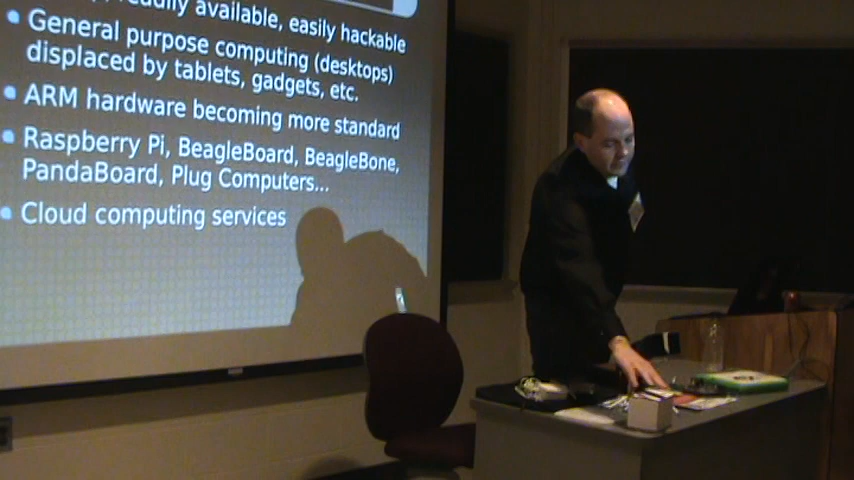 readily available, easily hackable
General purpose computing (desktops)
displaced by tablets, gadgets, etc.
ARM hardware becoming more standard
Raspberry Pi, BeagleBoard, BeagleBone,
PandaBoard, Plug Computers...
Cloud computing services